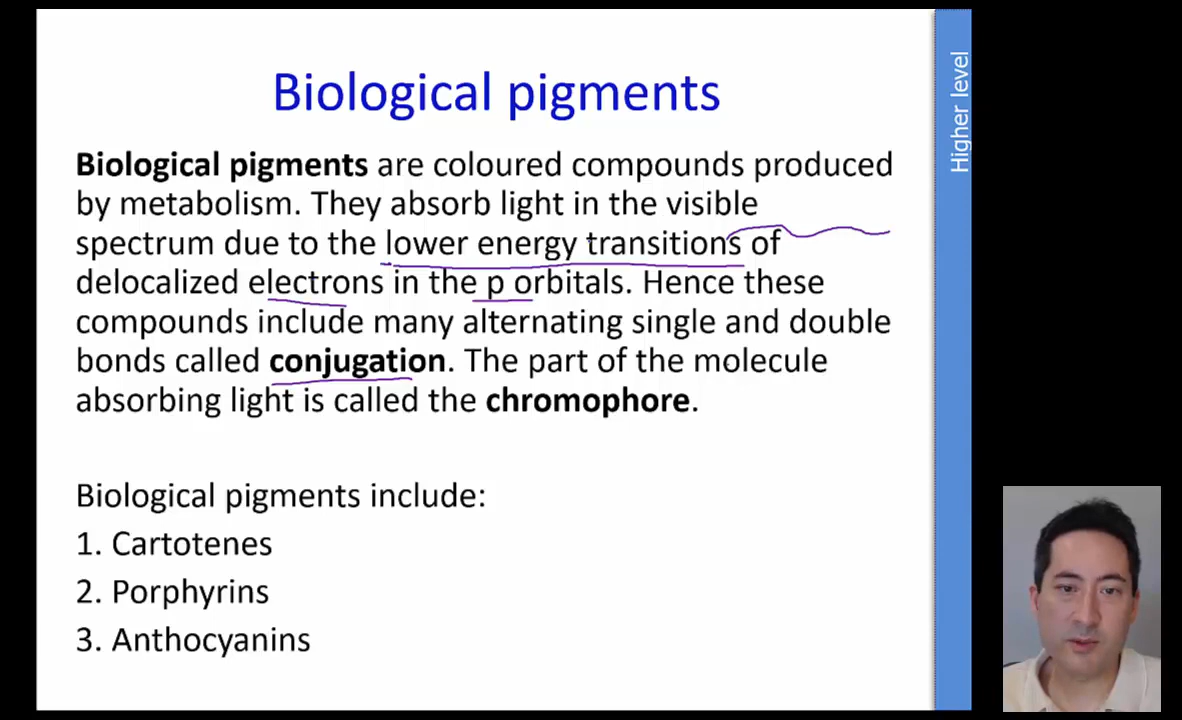 Biological pigments
Higher level
Biological pigments are coloured compounds produced
by metabolism. They absorb light in the visible
spectrum due to the lower energy transitions of
delocalized electrons in the p orbitals. Hence these
compounds include many alternating single and double
bonds called conjugation. The part of the molecule
absorbing light is called the chromophore.
Biological pigments include:
1. Cartotenes
2. Porphyrins
3. Anthocyanins